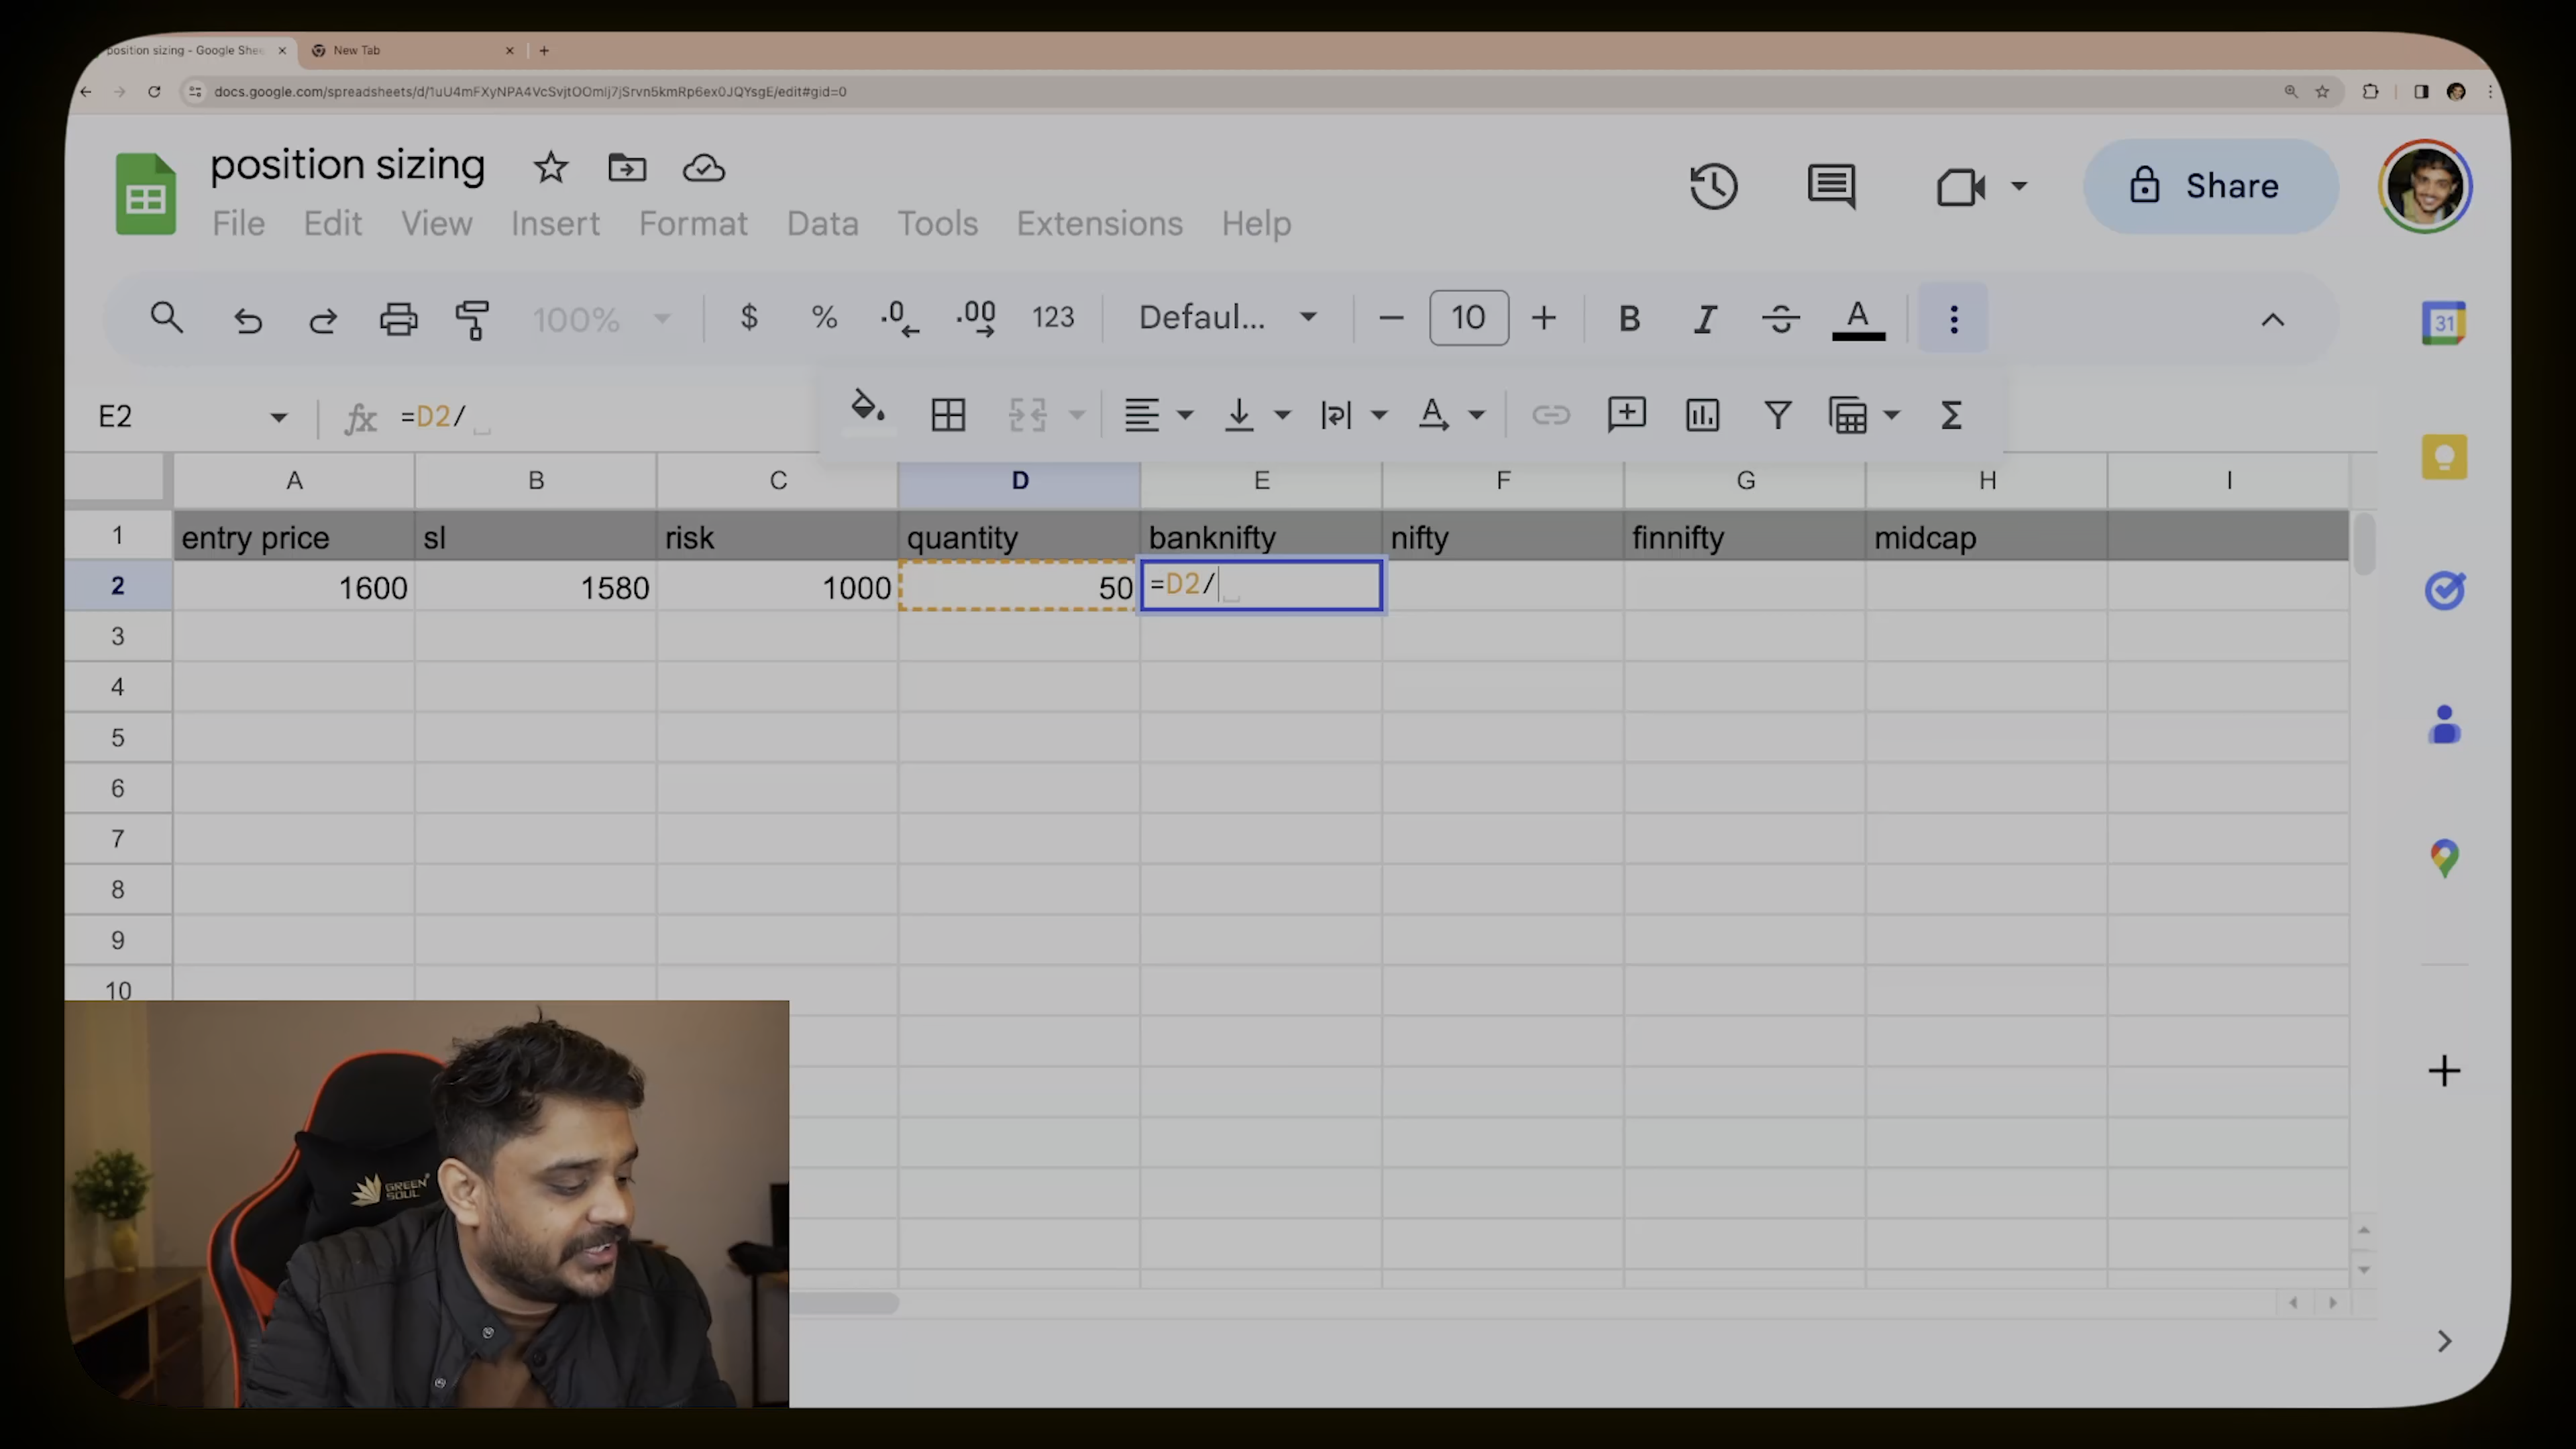 position sizing - Google She
New Tab
docs.google.com/spreadsheets/d/1uU4mFXyNPA4VcSvjtOOmIj7jSrvn5kmRp6ex0JQYsgE/edit#gid=0
position sizing
Share
File Edit View Insert Format Data Tools Extensions Help
100% $ % .0 .00 123 Defaul... 10 B I A
31
E2 fx =D2/
A B C D E F G H I
1 entry price sl risk quantity banknifty nifty finnifty midcap
2 1600 1580 1000 50 =D2/
3
4
5
6
7
8
9
10
GREEN
SOUL